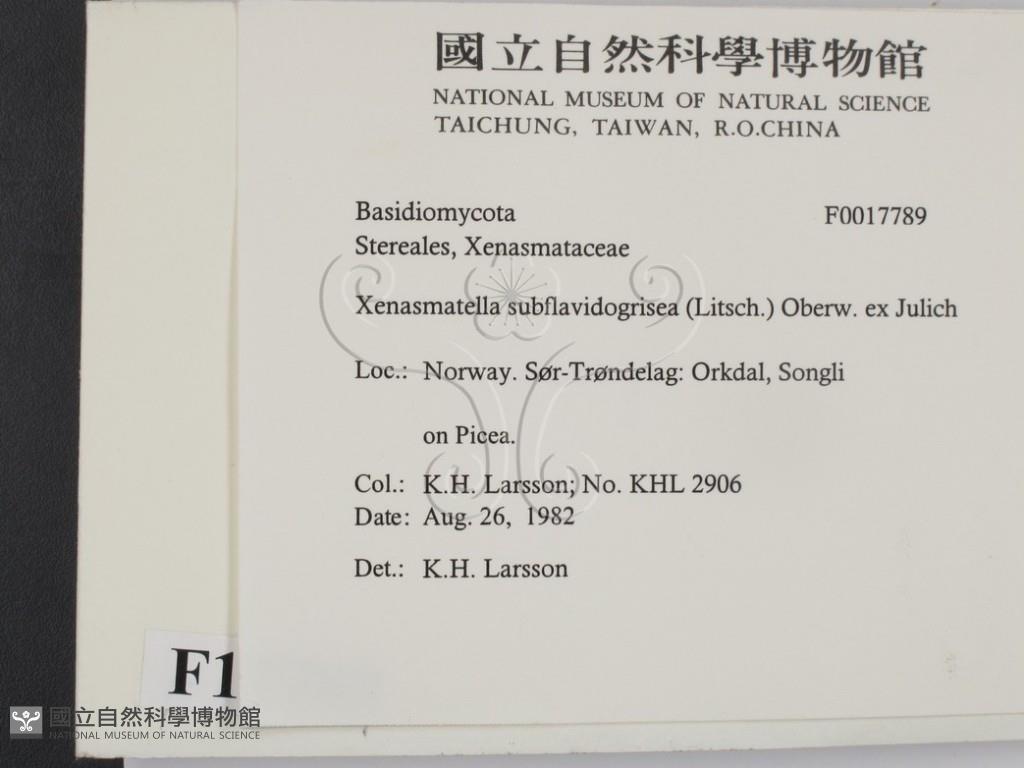 國立自然科學博物館
NATIONAL MUSEUM OF NATURAL SCIENCE
TAICHUNG, TAIWAN, R.O.CHINA
Basidiomycota F0017789
Stereales, Xenasmataceae
Xenasmatella subflavidogrisea (Litsch.) Oberw. ex Julich
Loc.: Norway. Sør-Trøndelag: Orkdal, Songli
on Picea.
Col.: K.H. Larsson; No. KHL 2906
Date: Aug. 26, 1982
Det.: K.H. Larsson
F1
國立自然科學博物館
NATIONAL MUSEUM OF NATURAL SCIENCE